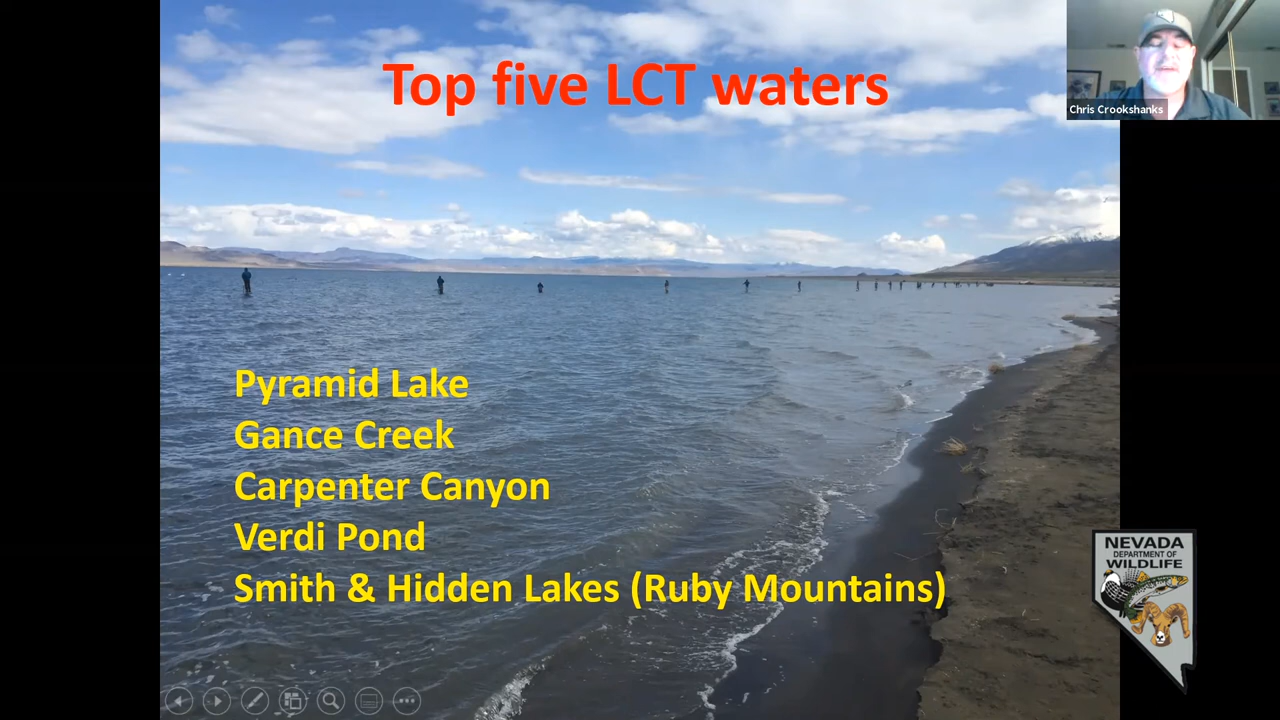 Top five LCT waters
Chris Crookshanks
Pyramid Lake
Gance Creek
Carpenter Canyon
Verdi Pond
Smith & Hidden Lakes (Ruby Mountains)
NEVADA
DEPARTMENT OF
WILDLIFE